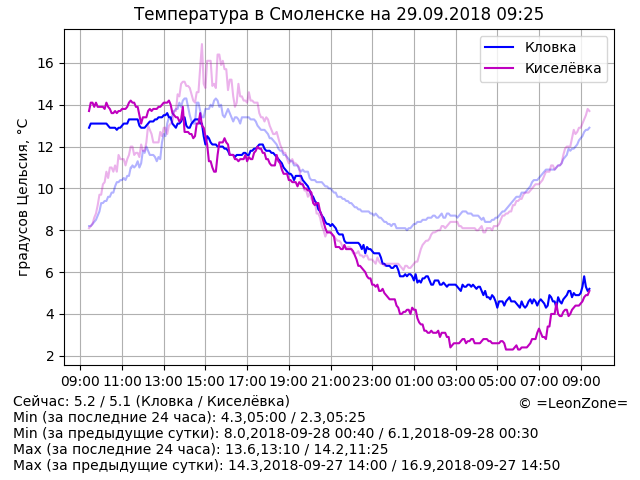 Температура в Смоленске на 29.09.2018 09:25
Кловка
Киселёвка
градусов Цельсия, °C
16
14
12
10
8
6
4
2
09:00 11:00 13:00 15:00 17:00 19:00 21:00 23:00 01:00 03:00 05:00 07:00 09:00
Сейчас: 5.2 / 5.1 (Кловка / Киселёвка)
© =LeonZone=
Min (за последние 24 часа): 4.3,05:00 / 2.3,05:25
Min (за предыдущие сутки): 8.0,2018-09-28 00:40 / 6.1,2018-09-28 00:30
Max (за последние 24 часа): 13.6,13:10 / 14.2,11:25
Max (за предыдущие сутки): 14.3,2018-09-27 14:00 / 16.9,2018-09-27 14:50